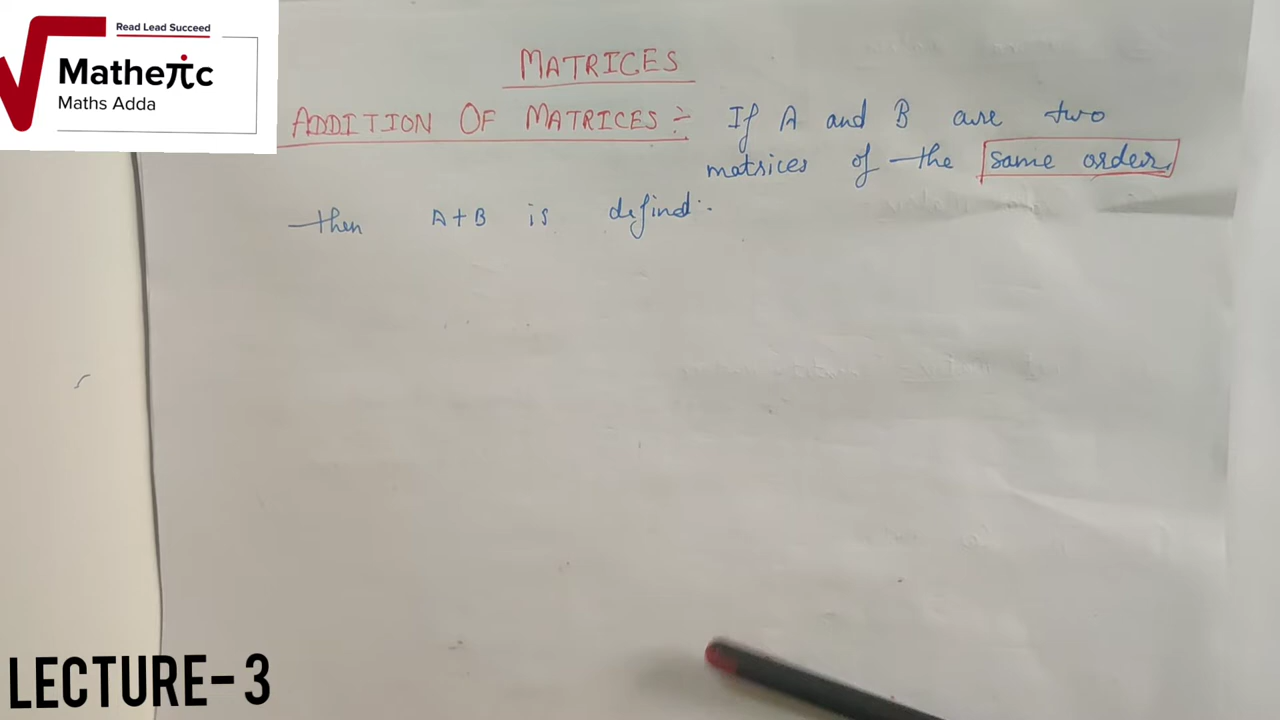 Read Lead Succeed
Matheπc
Maths Adda
MATRICES
ADDITION OF MATRICES :- If A and B are two
matrices of the same order,
then A+B is defind:-
LECTURE-3